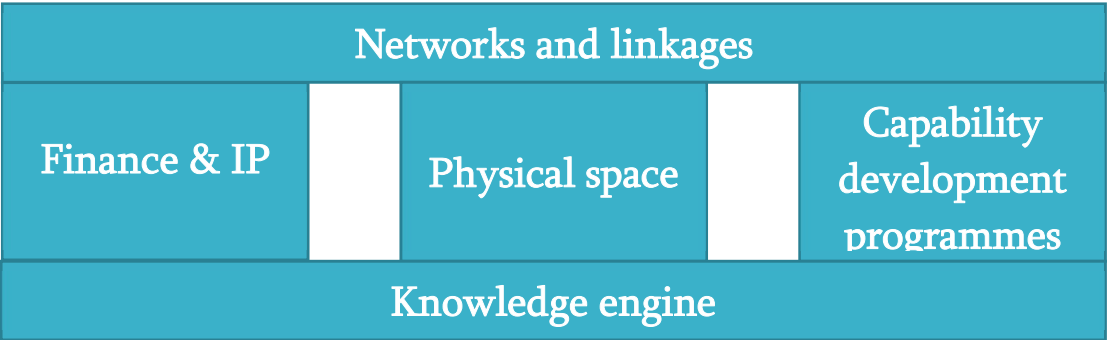 Networks and linkages
Finance & IP
Physical space
Capability
development
programmes
Knowledge engine